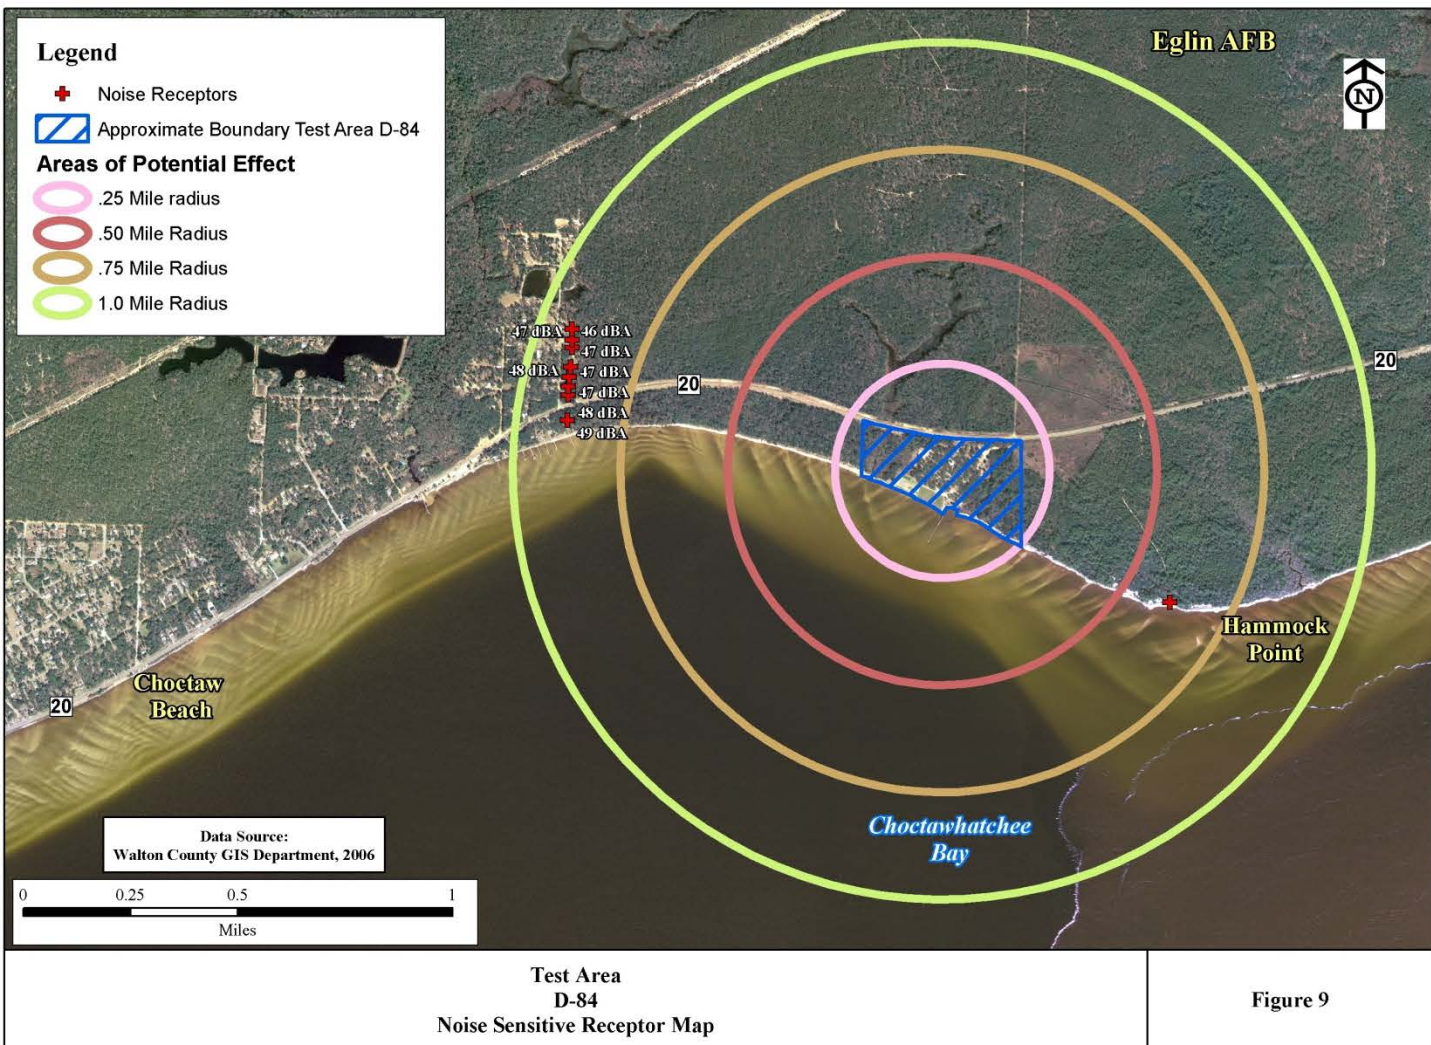 Legend
Noise Receptors
Approximate Boundary Test Area D-84
Areas of Potential Effect
.25 Mile radius
.50 Mile Radius
.75 Mile Radius
1.0 Mile Radius
Eglin AFB
N
47 dBA 46 dBA
47 dBA
48 dBA 47 dBA
47 dBA
48 dBA
49 dBA
20
20
Hammock
Point
Choctaw
Beach
20
Choctawhatchee
Bay
Data Source:
Walton County GIS Department, 2006
0 0.25 0.5 1
Miles
Test Area
D-84
Noise Sensitive Receptor Map
Figure 9